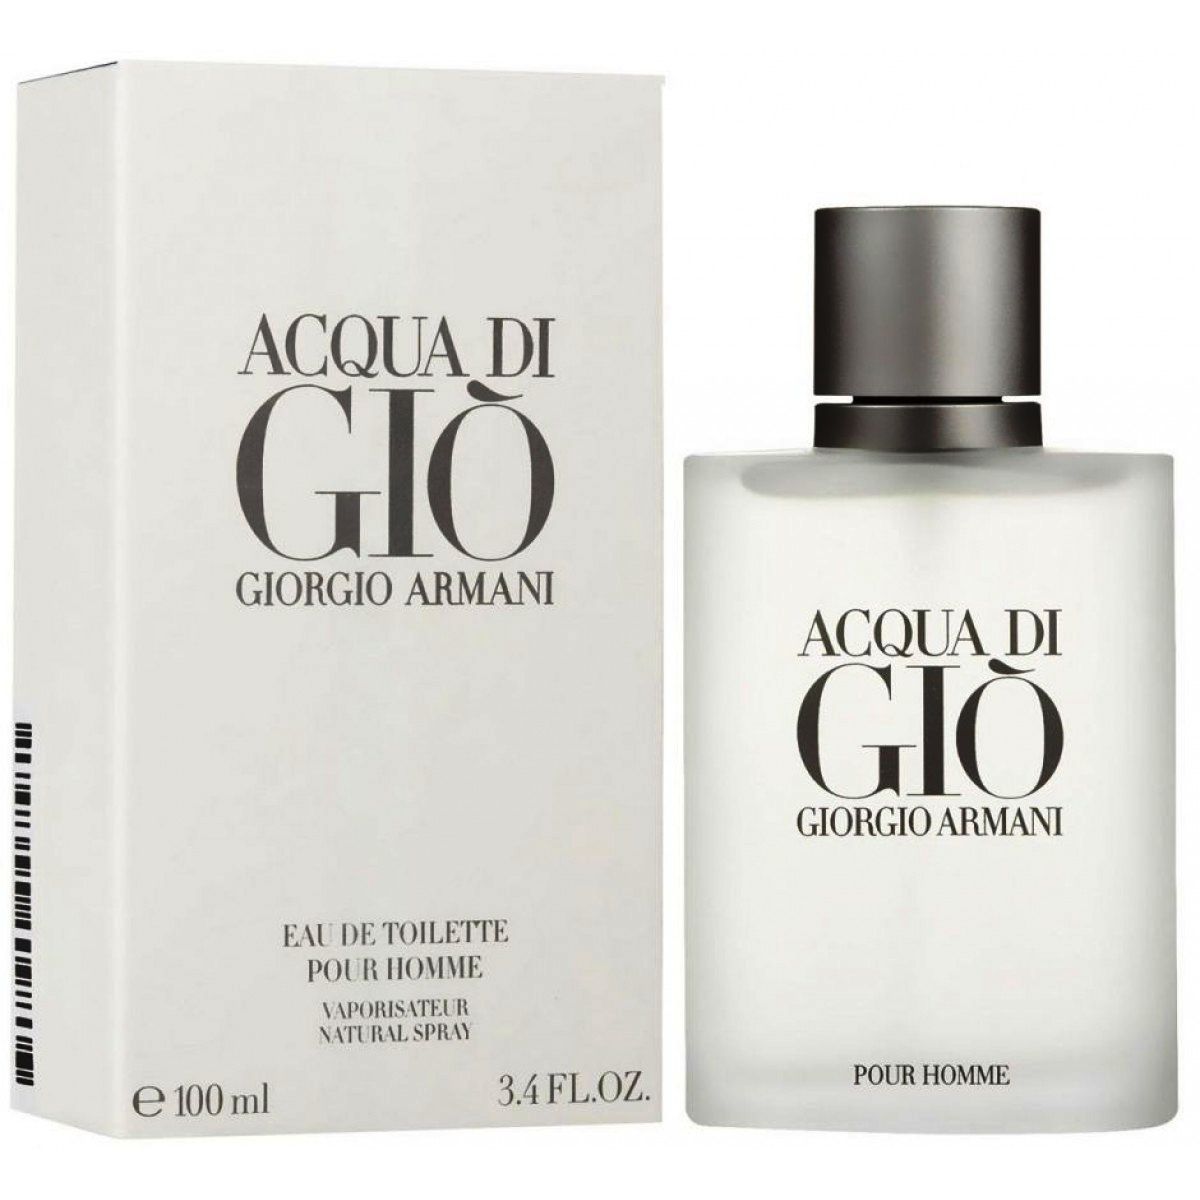 ACQUA DI
GIÒ
GIORGIO ARMANI
EAU DE TOILETTE
POUR HOMME
VAPORISATEUR
NATURAL SPRAY
℮ 100 ml
3.4 FL.OZ.
ACQUA DI
GIÒ
GIORGIO ARMANI
POUR HOMME